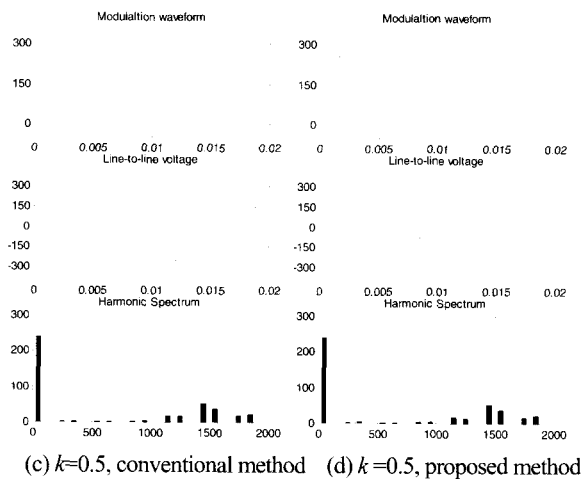 Modulaltion waveform Modulaltion waveform
300 300
150 150
0 0
0 0.005 0.01 0.015 0.02 0 0.005 0.01 0.015 0.02
Line-to-line voltage Line-to-line voltage
300 300
150 150
0 0
-150 -150
-300 -300
0 0.005 0.01 0.015 0.02 0 0.005 0.01 0.015 0.02
Harmonic Spectrum Harmonic Spectrum
300 300
200 200
100 100
0 0
0 500 1000 1500 2000 0 500 1000 1500 2000
(c) k=0.5, conventional method (d) k =0.5, proposed method